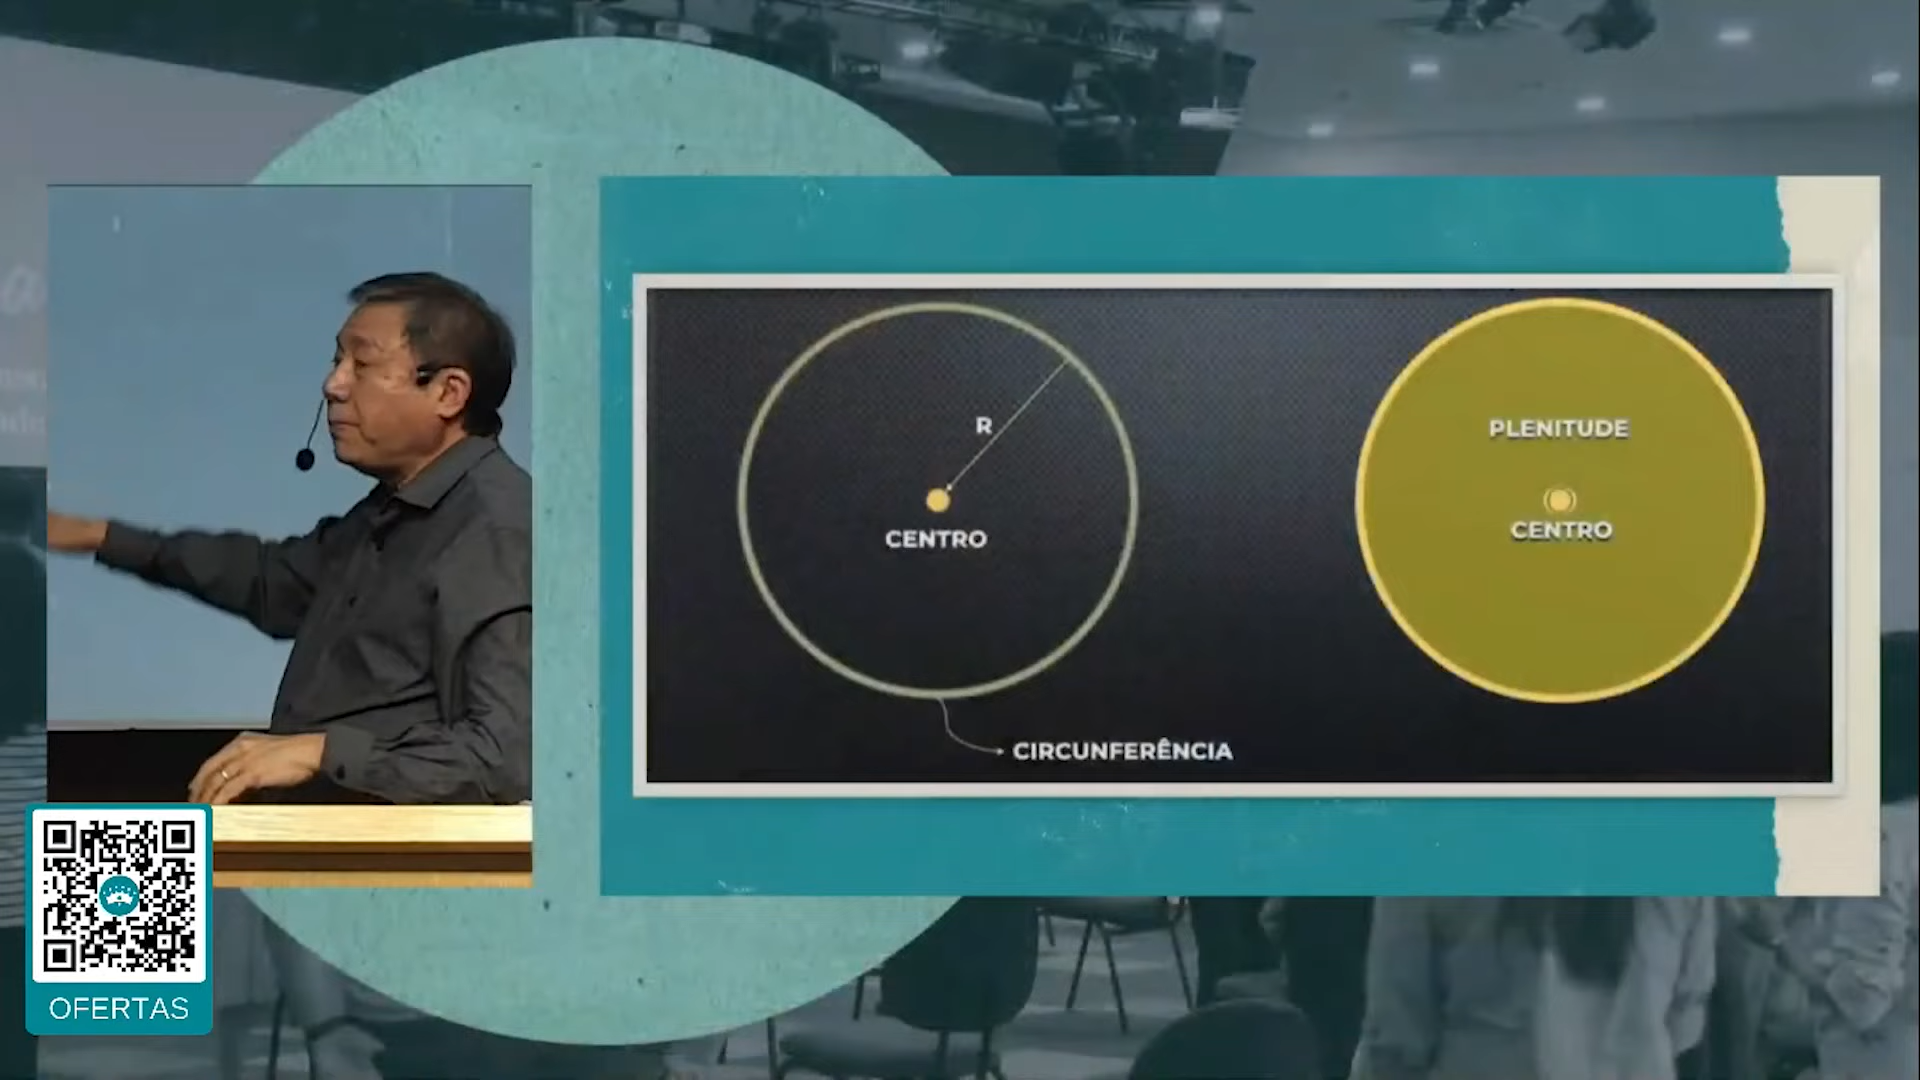 R
CENTRO
CIRCUNFERÊNCIA
PLENITUDE
CENTRO
OFERTAS